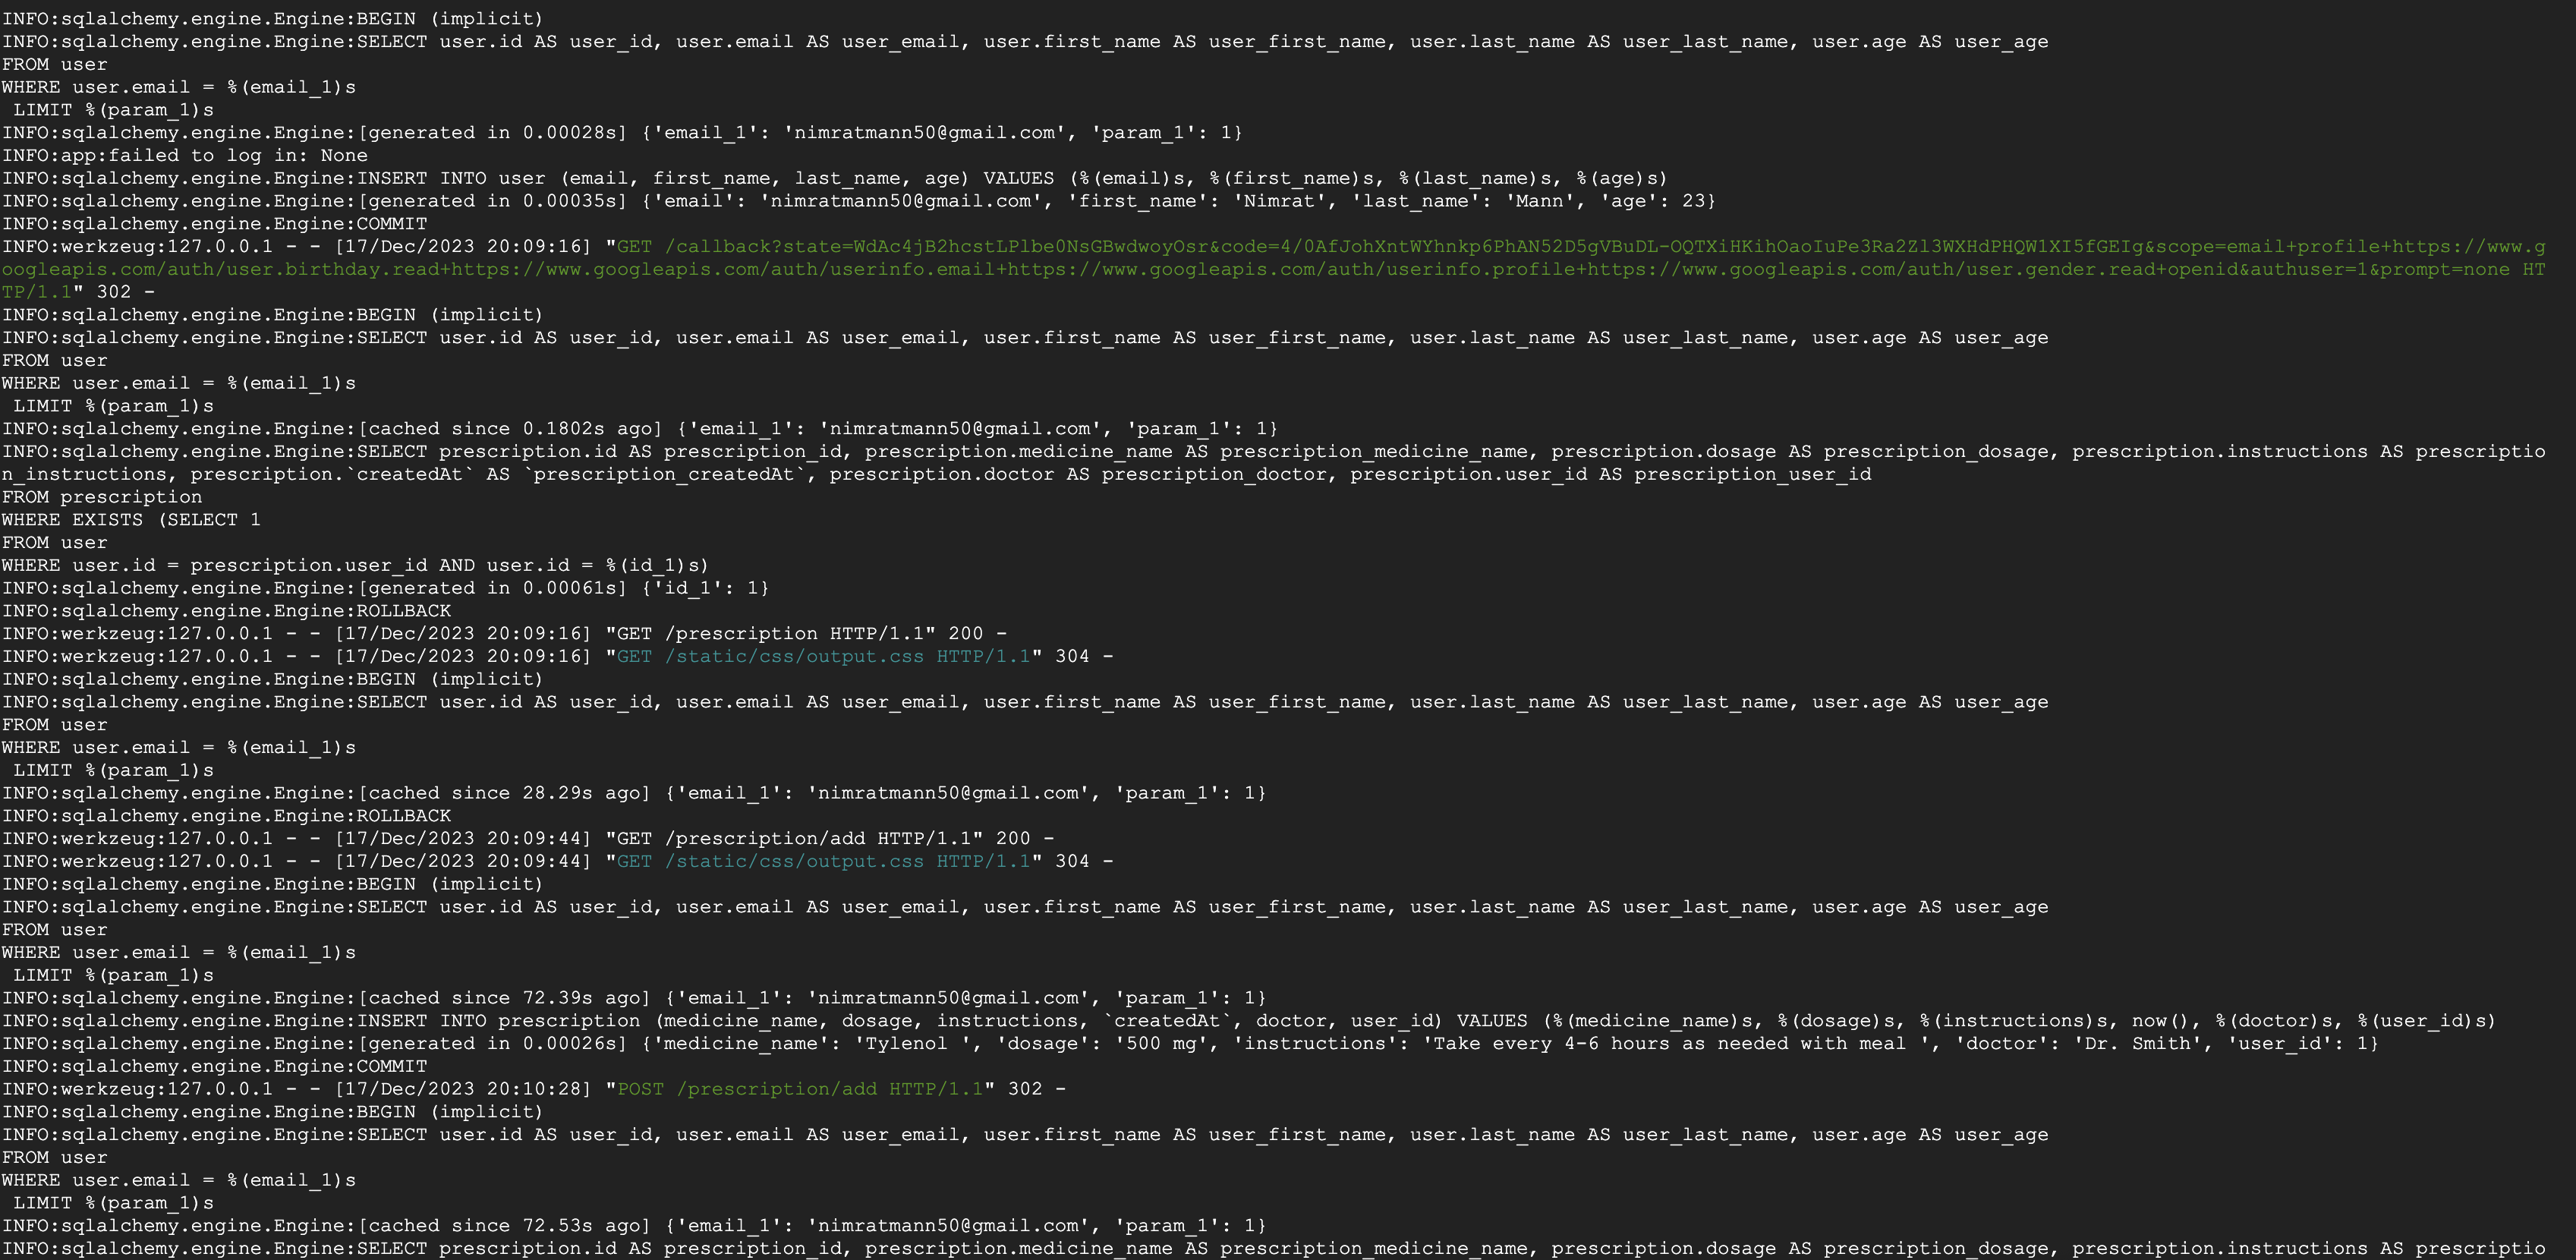 INFO:sqlalchemy.engine.Engine:BEGIN (implicit)
INFO:sqlalchemy.engine.Engine:SELECT user.id AS user_id, user.email AS user_email, user.first_name AS user_first_name, user.last_name AS user_last_name, user.age AS user_age
FROM user
WHERE user.email = %(email_1)s
 LIMIT %(param_1)s
INFO:sqlalchemy.engine.Engine:[generated in 0.00028s] {'email_1': 'nimratmann50@gmail.com', 'param_1': 1}
INFO:app:failed to log in: None
INFO:sqlalchemy.engine.Engine:INSERT INTO user (email, first_name, last_name, age) VALUES (%(email)s, %(first_name)s, %(last_name)s, %(age)s)
INFO:sqlalchemy.engine.Engine:[generated in 0.00035s] {'email': 'nimratmann50@gmail.com', 'first_name': 'Nimrat', 'last_name': 'Mann', 'age': 23}
INFO:sqlalchemy.engine.Engine:COMMIT
INFO:werkzeug:127.0.0.1 - - [17/Dec/2023 20:09:16] "GET /callback?state=WdAc4jB2hcstLPlbe0NsGBwdwoyOsr&code=4/0AfJohXntWYhnkp6PhAN52D5gVBuDL-OQTXiHKihOaoIuPe3Ra2Zl3WXHdPHQW1XI5fGEIg&scope=email+profile+https://www.g
oogleapis.com/auth/user.birthday.read+https://www.googleapis.com/auth/userinfo.email+https://www.googleapis.com/auth/userinfo.profile+https://www.googleapis.com/auth/user.gender.read+openid&authuser=1&prompt=none HT
TP/1.1" 302 -
INFO:sqlalchemy.engine.Engine:BEGIN (implicit)
INFO:sqlalchemy.engine.Engine:SELECT user.id AS user_id, user.email AS user_email, user.first_name AS user_first_name, user.last_name AS user_last_name, user.age AS user_age
FROM user
WHERE user.email = %(email_1)s
 LIMIT %(param_1)s
INFO:sqlalchemy.engine.Engine:[cached since 0.1802s ago] {'email_1': 'nimratmann50@gmail.com', 'param_1': 1}
INFO:sqlalchemy.engine.Engine:SELECT prescription.id AS prescription_id, prescription.medicine_name AS prescription_medicine_name, prescription.dosage AS prescription_dosage, prescription.instructions AS prescriptio
n_instructions, prescription.`createdAt` AS `prescription_createdAt`, prescription.doctor AS prescription_doctor, prescription.user_id AS prescription_user_id
FROM prescription
WHERE EXISTS (SELECT 1
FROM user
WHERE user.id = prescription.user_id AND user.id = %(id_1)s)
INFO:sqlalchemy.engine.Engine:[generated in 0.00061s] {'id_1': 1}
INFO:sqlalchemy.engine.Engine:ROLLBACK
INFO:werkzeug:127.0.0.1 - - [17/Dec/2023 20:09:16] "GET /prescription HTTP/1.1" 200 -
INFO:werkzeug:127.0.0.1 - - [17/Dec/2023 20:09:16] "GET /static/css/output.css HTTP/1.1" 304 -
INFO:sqlalchemy.engine.Engine:BEGIN (implicit)
INFO:sqlalchemy.engine.Engine:SELECT user.id AS user_id, user.email AS user_email, user.first_name AS user_first_name, user.last_name AS user_last_name, user.age AS user_age
FROM user
WHERE user.email = %(email_1)s
 LIMIT %(param_1)s
INFO:sqlalchemy.engine.Engine:[cached since 28.29s ago] {'email_1': 'nimratmann50@gmail.com', 'param_1': 1}
INFO:sqlalchemy.engine.Engine:ROLLBACK
INFO:werkzeug:127.0.0.1 - - [17/Dec/2023 20:09:44] "GET /prescription/add HTTP/1.1" 200 -
INFO:werkzeug:127.0.0.1 - - [17/Dec/2023 20:09:44] "GET /static/css/output.css HTTP/1.1" 304 -
INFO:sqlalchemy.engine.Engine:BEGIN (implicit)
INFO:sqlalchemy.engine.Engine:SELECT user.id AS user_id, user.email AS user_email, user.first_name AS user_first_name, user.last_name AS user_last_name, user.age AS user_age
FROM user
WHERE user.email = %(email_1)s
 LIMIT %(param_1)s
INFO:sqlalchemy.engine.Engine:[cached since 72.39s ago] {'email_1': 'nimratmann50@gmail.com', 'param_1': 1}
INFO:sqlalchemy.engine.Engine:INSERT INTO prescription (medicine_name, dosage, instructions, `createdAt`, doctor, user_id) VALUES (%(medicine_name)s, %(dosage)s, %(instructions)s, now(), %(doctor)s, %(user_id)s)
INFO:sqlalchemy.engine.Engine:[generated in 0.00026s] {'medicine_name': 'Tylenol ', 'dosage': '500 mg', 'instructions': 'Take every 4-6 hours as needed with meal ', 'doctor': 'Dr. Smith', 'user_id': 1}
INFO:sqlalchemy.engine.Engine:COMMIT
INFO:werkzeug:127.0.0.1 - - [17/Dec/2023 20:10:28] "POST /prescription/add HTTP/1.1" 302 -
INFO:sqlalchemy.engine.Engine:BEGIN (implicit)
INFO:sqlalchemy.engine.Engine:SELECT user.id AS user_id, user.email AS user_email, user.first_name AS user_first_name, user.last_name AS user_last_name, user.age AS user_age
FROM user
WHERE user.email = %(email_1)s
 LIMIT %(param_1)s
INFO:sqlalchemy.engine.Engine:[cached since 72.53s ago] {'email_1': 'nimratmann50@gmail.com', 'param_1': 1}
INFO:sqlalchemy.engine.Engine:SELECT prescription.id AS prescription_id, prescription.medicine_name AS prescription_medicine_name, prescription.dosage AS prescription_dosage, prescription.instructions AS prescriptio